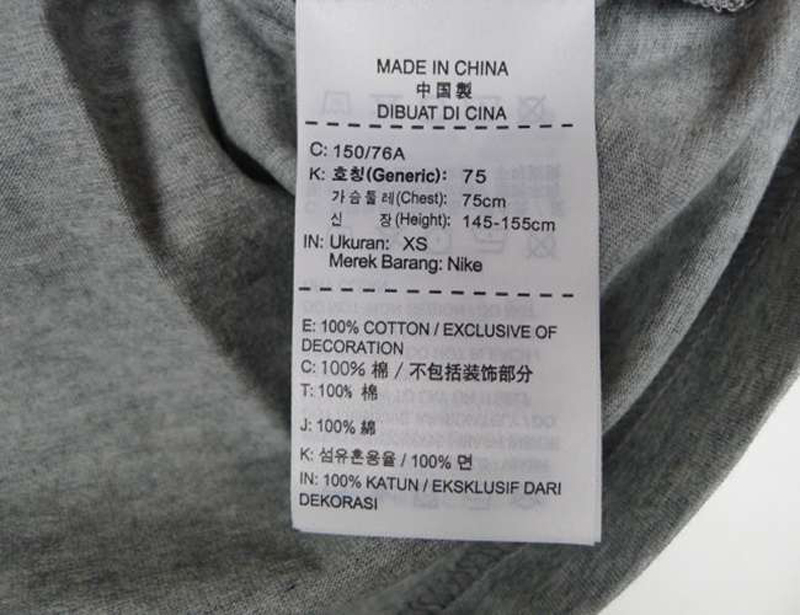 MADE IN CHINA
中国製
DIBUAT DI CINA
C: 150/76A
K: 호칭(Generic): 75
가슴둘레(Chest): 75cm
신 장(Height): 145-155cm
IN: Ukuran: XS
Merek Barang: Nike
E: 100% COTTON / EXCLUSIVE OF
DECORATION
C: 100% 棉 / 不包括装饰部分
T: 100% 棉
J: 100% 綿
K: 섬유혼용율 / 100% 면
IN: 100% KATUN / EKSKLUSIF DARI
DEKORASI